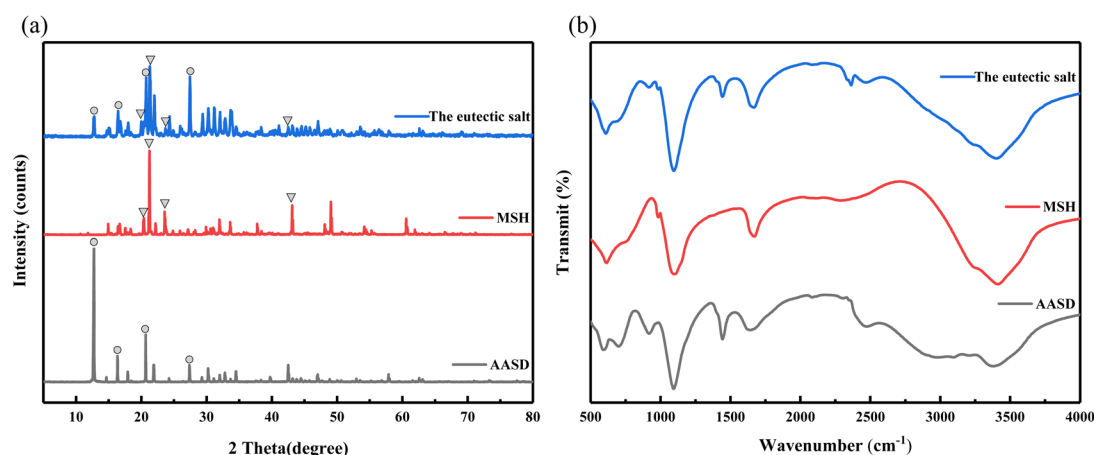 (a)
The eutectic salt
MSH
AASD
Intensity (counts)
10 20 30 40 50 60 70 80
2 Theta(degree)
(b)
The eutectic salt
MSH
AASD
Transmit (%)
500 1000 1500 2000 2500 3000 3500 4000
Wavenumber (cm⁻¹)